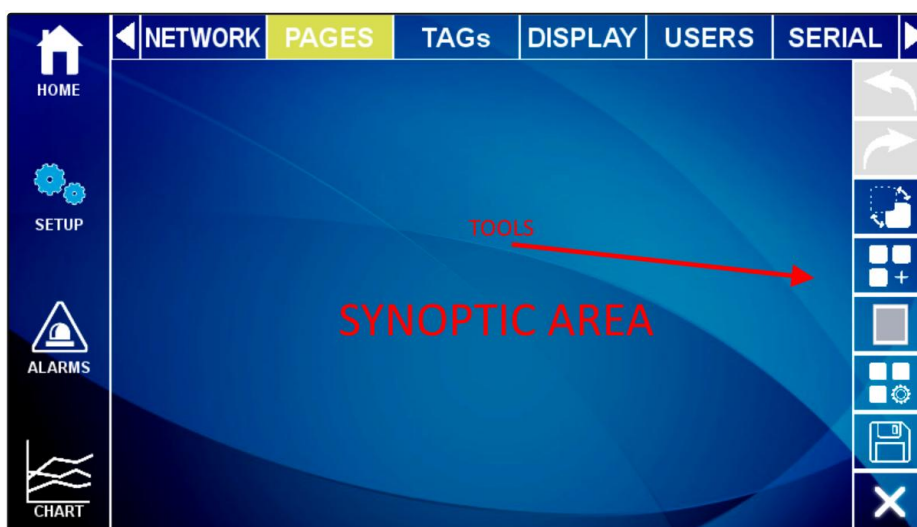 NETWORK PAGES TAGs DISPLAY USERS SERIAL
HOME
SETUP
TOOLS
SYNOPTIC AREA
ALARMS
CHART